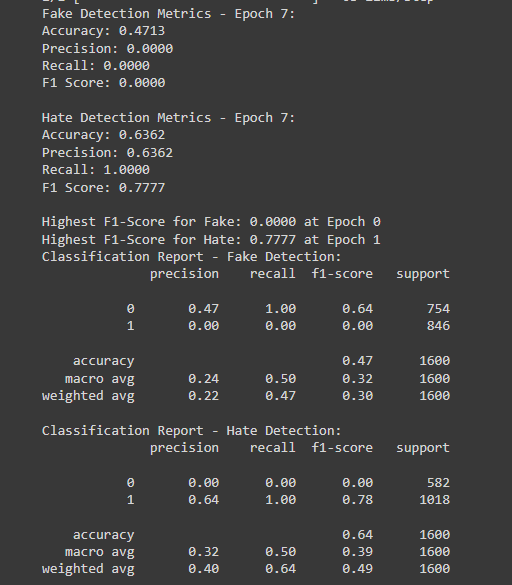 Fake Detection Metrics - Epoch 7:
Accuracy: 0.4713
Precision: 0.0000
Recall: 0.0000
F1 Score: 0.0000

Hate Detection Metrics - Epoch 7:
Accuracy: 0.6362
Precision: 0.6362
Recall: 1.0000
F1 Score: 0.7777

Highest F1-Score for Fake: 0.0000 at Epoch 0
Highest F1-Score for Hate: 0.7777 at Epoch 1
Classification Report - Fake Detection:
              precision    recall  f1-score   support

           0       0.47      1.00      0.64       754
           1       0.00      0.00      0.00       846

    accuracy                           0.47      1600
   macro avg       0.24      0.50      0.32      1600
weighted avg       0.22      0.47      0.30      1600

Classification Report - Hate Detection:
              precision    recall  f1-score   support

           0       0.00      0.00      0.00       582
           1       0.64      1.00      0.78      1018

    accuracy                           0.64      1600
   macro avg       0.32      0.50      0.39      1600
weighted avg       0.40      0.64      0.49      1600